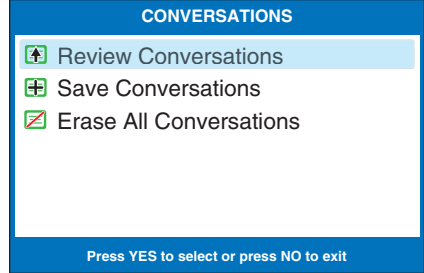 CONVERSATIONS
Review Conversations
Save Conversations
Erase All Conversations
Press YES to select or press NO to exit